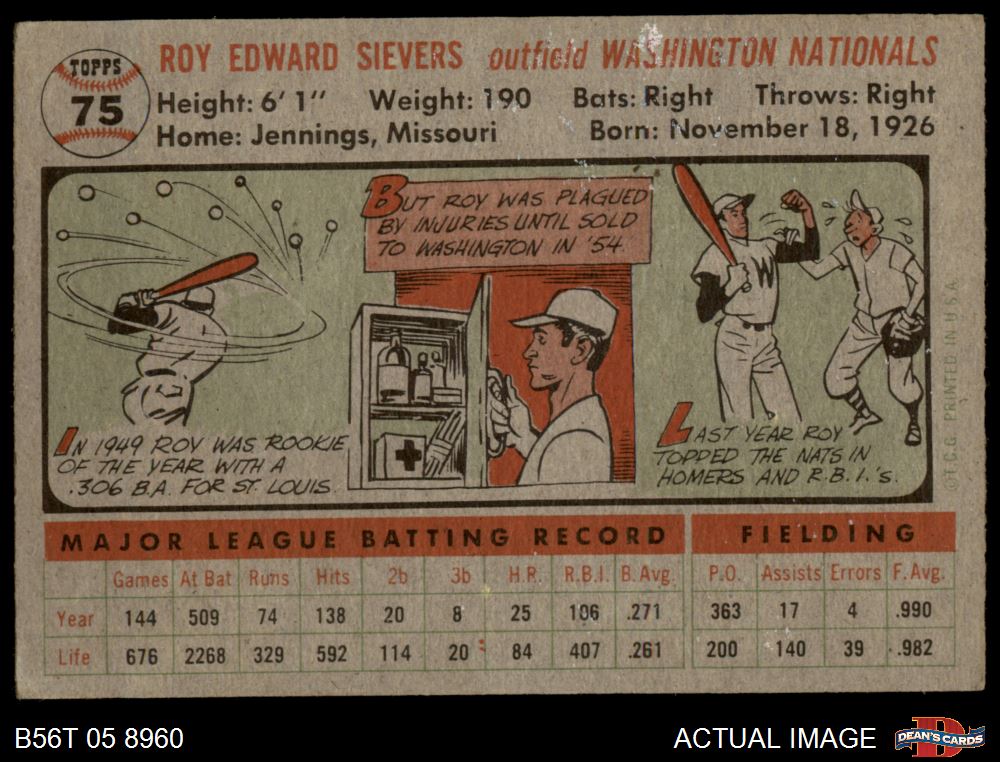 TOPPS
75
ROY EDWARD SIEVERS outfield WASHINGTON NATIONALS
Height: 6' 1" Weight: 190 Bats: Right Throws: Right
Home: Jennings, Missouri Born: November 18, 1926
IN 1949 ROY WAS ROOKIE
OF THE YEAR WITH A
.306 B.A. FOR ST. LOUIS.
BUT ROY WAS PLAGUED
BY INJURIES UNTIL SOLD
TO WASHINGTON IN '54.
W
LAST YEAR ROY
TOPPED THE NATS IN
HOMERS AND R.B.I.'s.
©T.C.G. PRINTED IN U.S.A.
MAJOR LEAGUE BATTING RECORD FIELDING
Games At Bat Runs Hits 2b 3b H.R. R.B.I. B. Avg. P.O. Assists Errors F. Avg.
Year 144 509 74 138 20 8 25 106 .271 363 17 4 .990
Life 676 2268 329 592 114 20 84 407 .261 200 140 39 .982
B56T 05 8960 ACTUAL IMAGE
D
DEAN'S CARDS